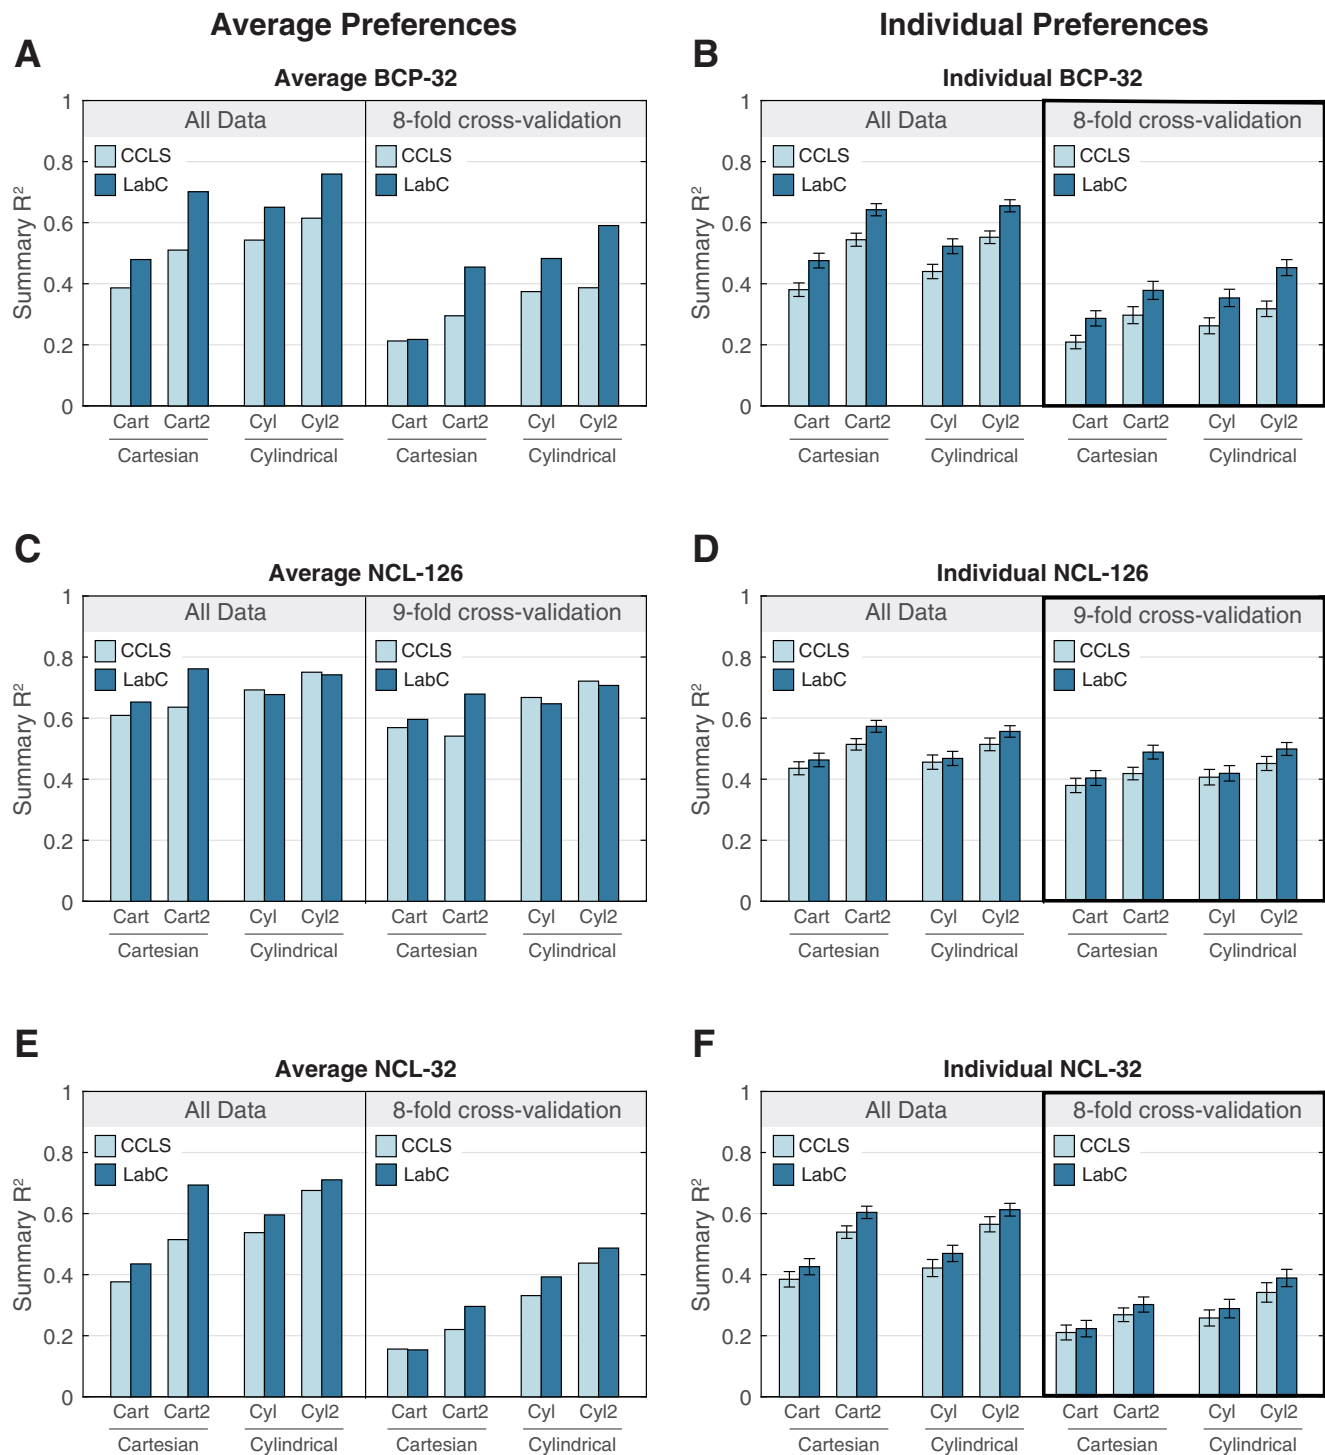 Average Preferences
Individual Preferences
A
Average BCP-32
1
0.8
0.6
0.4
0.2
0
Summary R²
All Data
8-fold cross-validation
CCLS
LabC
CCLS
LabC
Cart Cart2 Cyl Cyl2 Cart Cart2 Cyl Cyl2
Cartesian Cylindrical Cartesian Cylindrical
B
Individual BCP-32
1
0.8
0.6
0.4
0.2
0
Summary R²
All Data
8-fold cross-validation
CCLS
LabC
CCLS
LabC
Cart Cart2 Cyl Cyl2 Cart Cart2 Cyl Cyl2
Cartesian Cylindrical Cartesian Cylindrical
C
Average NCL-126
1
0.8
0.6
0.4
0.2
0
Summary R²
All Data
9-fold cross-validation
CCLS
LabC
CCLS
LabC
Cart Cart2 Cyl Cyl2 Cart Cart2 Cyl Cyl2
Cartesian Cylindrical Cartesian Cylindrical
D
Individual NCL-126
1
0.8
0.6
0.4
0.2
0
Summary R²
All Data
9-fold cross-validation
CCLS
LabC
CCLS
LabC
Cart Cart2 Cyl Cyl2 Cart Cart2 Cyl Cyl2
Cartesian Cylindrical Cartesian Cylindrical
E
Average NCL-32
1
0.8
0.6
0.4
0.2
0
Summary R²
All Data
8-fold cross-validation
CCLS
LabC
CCLS
LabC
Cart Cart2 Cyl Cyl2 Cart Cart2 Cyl Cyl2
Cartesian Cylindrical Cartesian Cylindrical
F
Individual NCL-32
1
0.8
0.6
0.4
0.2
0
Summary R²
All Data
8-fold cross-validation
CCLS
LabC
CCLS
LabC
Cart Cart2 Cyl Cyl2 Cart Cart2 Cyl Cyl2
Cartesian Cylindrical Cartesian Cylindrical